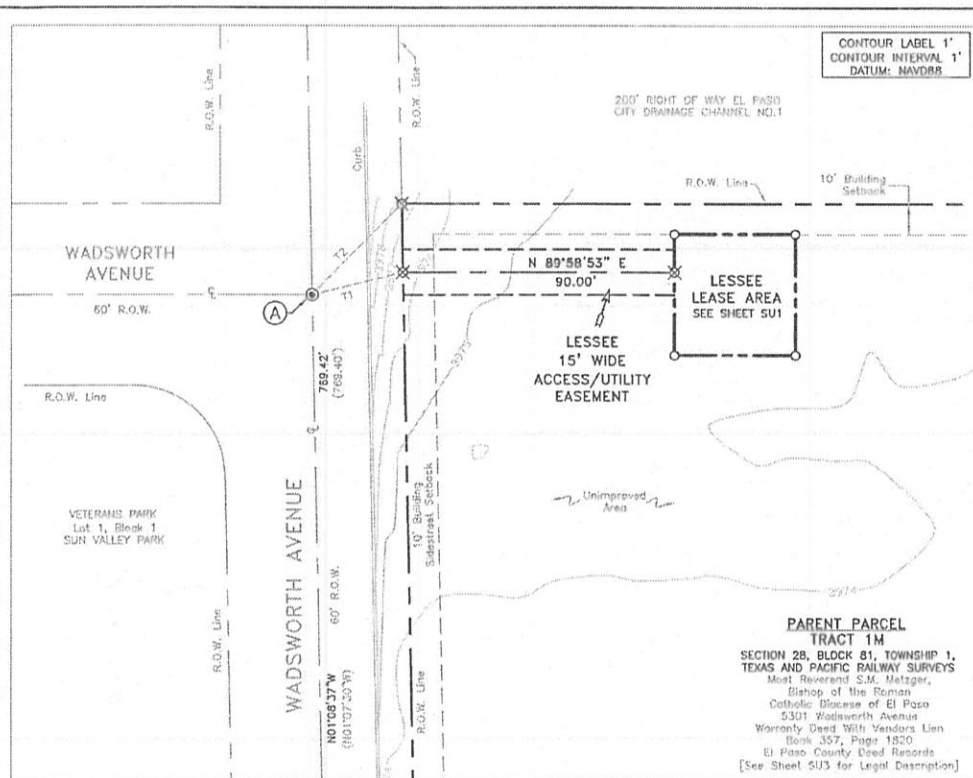 CONTOUR LABEL 1'
CONTOUR INTERVAL 1'
DATUM: NAVD88
200' RIGHT OF WAY EL PASO
CITY DRAINAGE CHANNEL NO.1
R.O.W. Line
R.O.W. Line
Curb
R.O.W. Line
10' Building
Setback
WADSWORTH
AVENUE
60' R.O.W.
A
T2
T1
N 89°58'53" E
90.00'
LESSEE
LEASE AREA
SEE SHEET SU1
LESSEE
15' WIDE
ACCESS/UTILITY
EASEMENT
769.42'
(769.40')
3975
R.O.W. Line
VETERANS PARK
Lot 1, Block 1
SUN VALLEY PARK
WADSWORTH AVENUE
60' R.O.W.
N01°08'37"W
(N01°07'30"W)
10' Building
Sidestreet Setback
R.O.W. Line
R.O.W. Line
Unimproved
Area
3974
PARENT PARCEL
TRACT 1M
SECTION 28, BLOCK 81, TOWNSHIP 1,
TEXAS AND PACIFIC RAILWAY SURVEYS
Most Reverend S.M. Metzger,
Bishop of the Roman
Catholic Diocese of El Paso
5301 Wadsworth Avenue
Warranty Deed With Vendors Lien
Book 357, Page 1820
El Paso County Deed Records
[See Sheet SU3 for Legal Description]